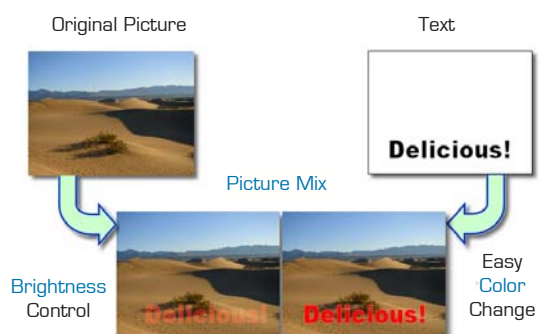 Original Picture
Text
Delicious!
Picture Mix
Brightness
Control
Delicious!
Delicious!
Easy
Color
Change